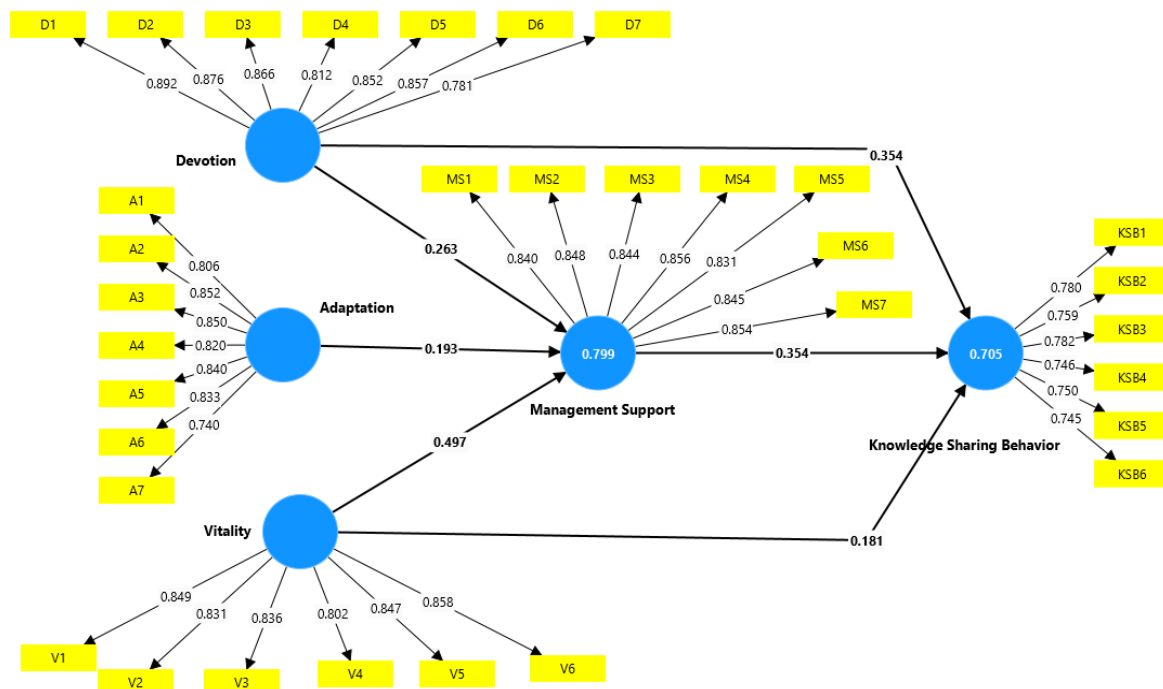 D1 D2 D3 D4 D5 D6 D7
0.892 0.876 0.866 0.812 0.852 0.857 0.781
Devotion
0.354
MS1 MS2 MS3 MS4 MS5
0.840 0.848 0.844 0.856 0.831
MS6
0.845
MS7
0.854
0.263
A1
0.806
A2
0.852
A3
0.850
A4
0.820
A5
0.840
A6
0.833
A7
0.740
Adaptation
0.193
0.799
Management Support
0.354
0.705
Knowledge Sharing Behavior
KSB1
0.780
KSB2
0.759
KSB3
0.782
KSB4
0.746
KSB5
0.750
KSB6
0.745
0.497
Vitality
0.181
0.849 0.831 0.836 0.802 0.847 0.858
V1 V2 V3 V4 V5 V6